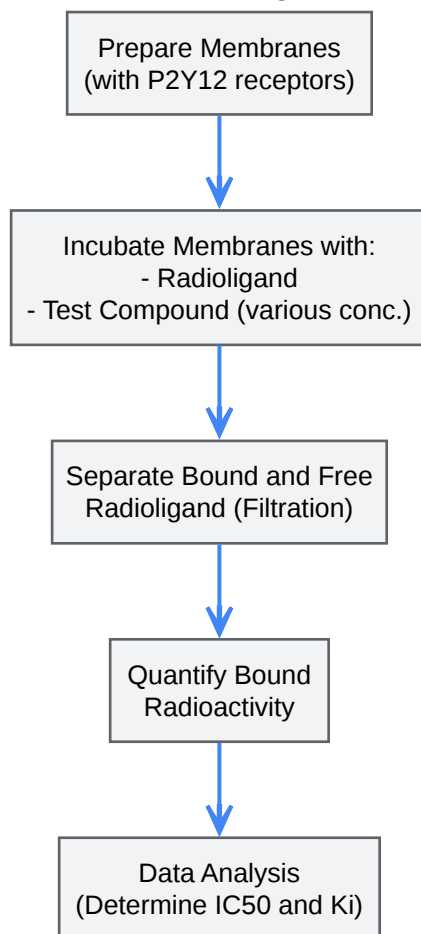 Prepare Membranes
(with P2Y12 receptors)
Incubate Membranes with:
- Radioligand
- Test Compound (various conc.)
Separate Bound and Free
Radioligand (Filtration)
Quantify Bound
Radioactivity
Data Analysis
(Determine IC50 and Ki)